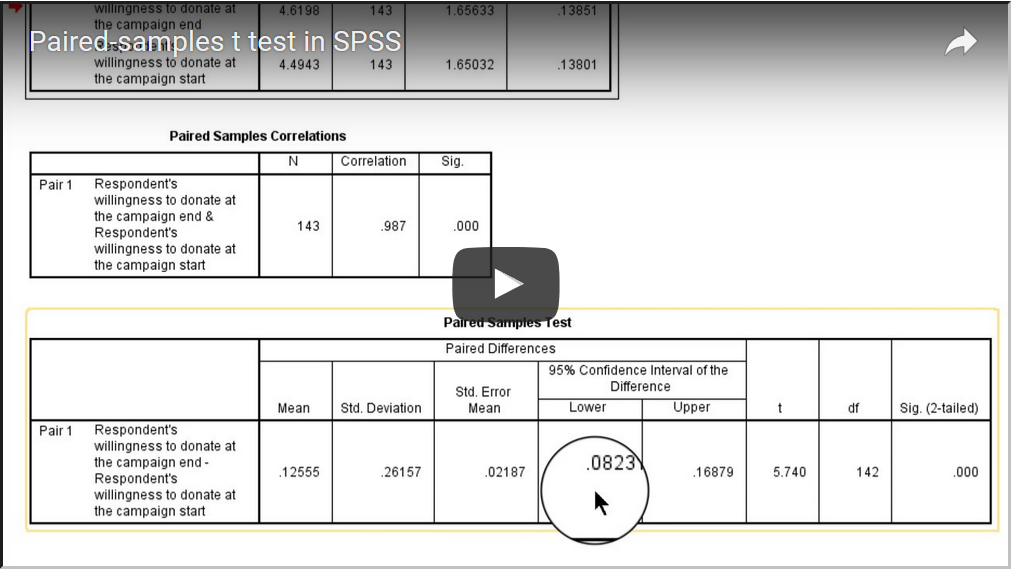 willingness to donate at
the campaign end
4.6198 143 1.65633 .13851
Paired-samples t test in SPSS
Respondent's
willingness to donate at
the campaign start
4.4943 143 1.65032 .13801
Paired Samples Correlations
N Correlation Sig.
Pair 1 Respondent's
willingness to donate at
the campaign end &
Respondent's
willingness to donate at
the campaign start
143 .987 .000
Paired Samples Test
Paired Differences
95% Confidence Interval of the
Difference
Mean Std. Deviation Std. Error
Mean Lower Upper t df Sig. (2-tailed)
Pair 1 Respondent's
willingness to donate at
the campaign end -
Respondent's
willingness to donate at
the campaign start
.12555 .26157 .02187 .0823 .16879 5.740 142 .000